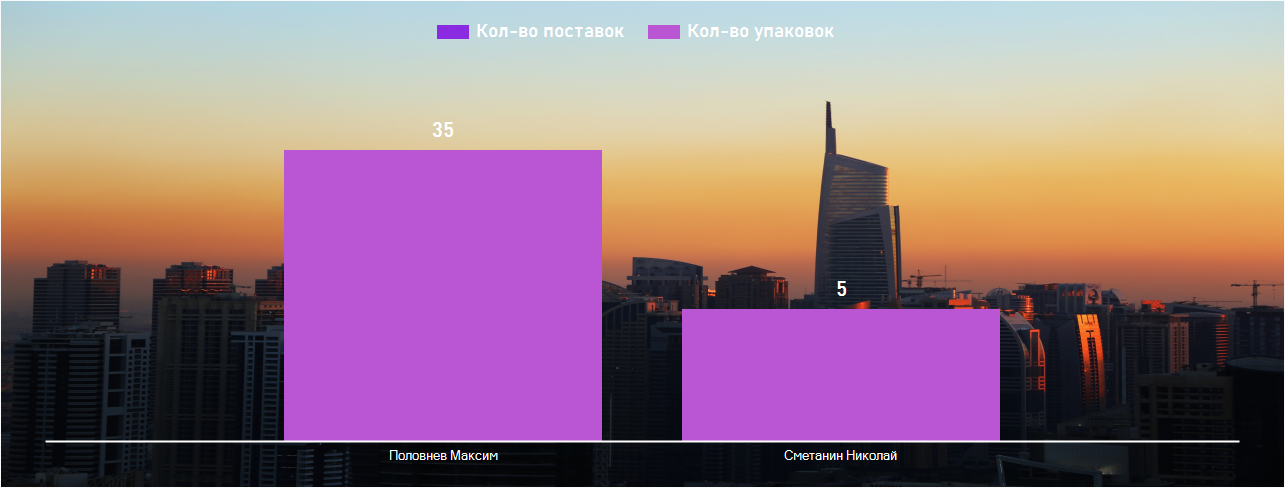 Кол-во поставок Кол-во упаковок
35
5
Половнев Максим Сметанин Николай